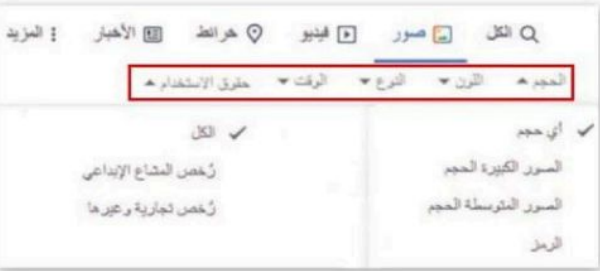 الكل صور فيديو خرائط الأخبار المزيد
الحجم اللون النوع الوقت حقوق الاستخدام
أي حجم
الصور الكبيرة الحجم
الصور المتوسطة الحجم
الرمز
الكل
رُخص المشاع الإبداعي
رُخص تجارية وغيرها